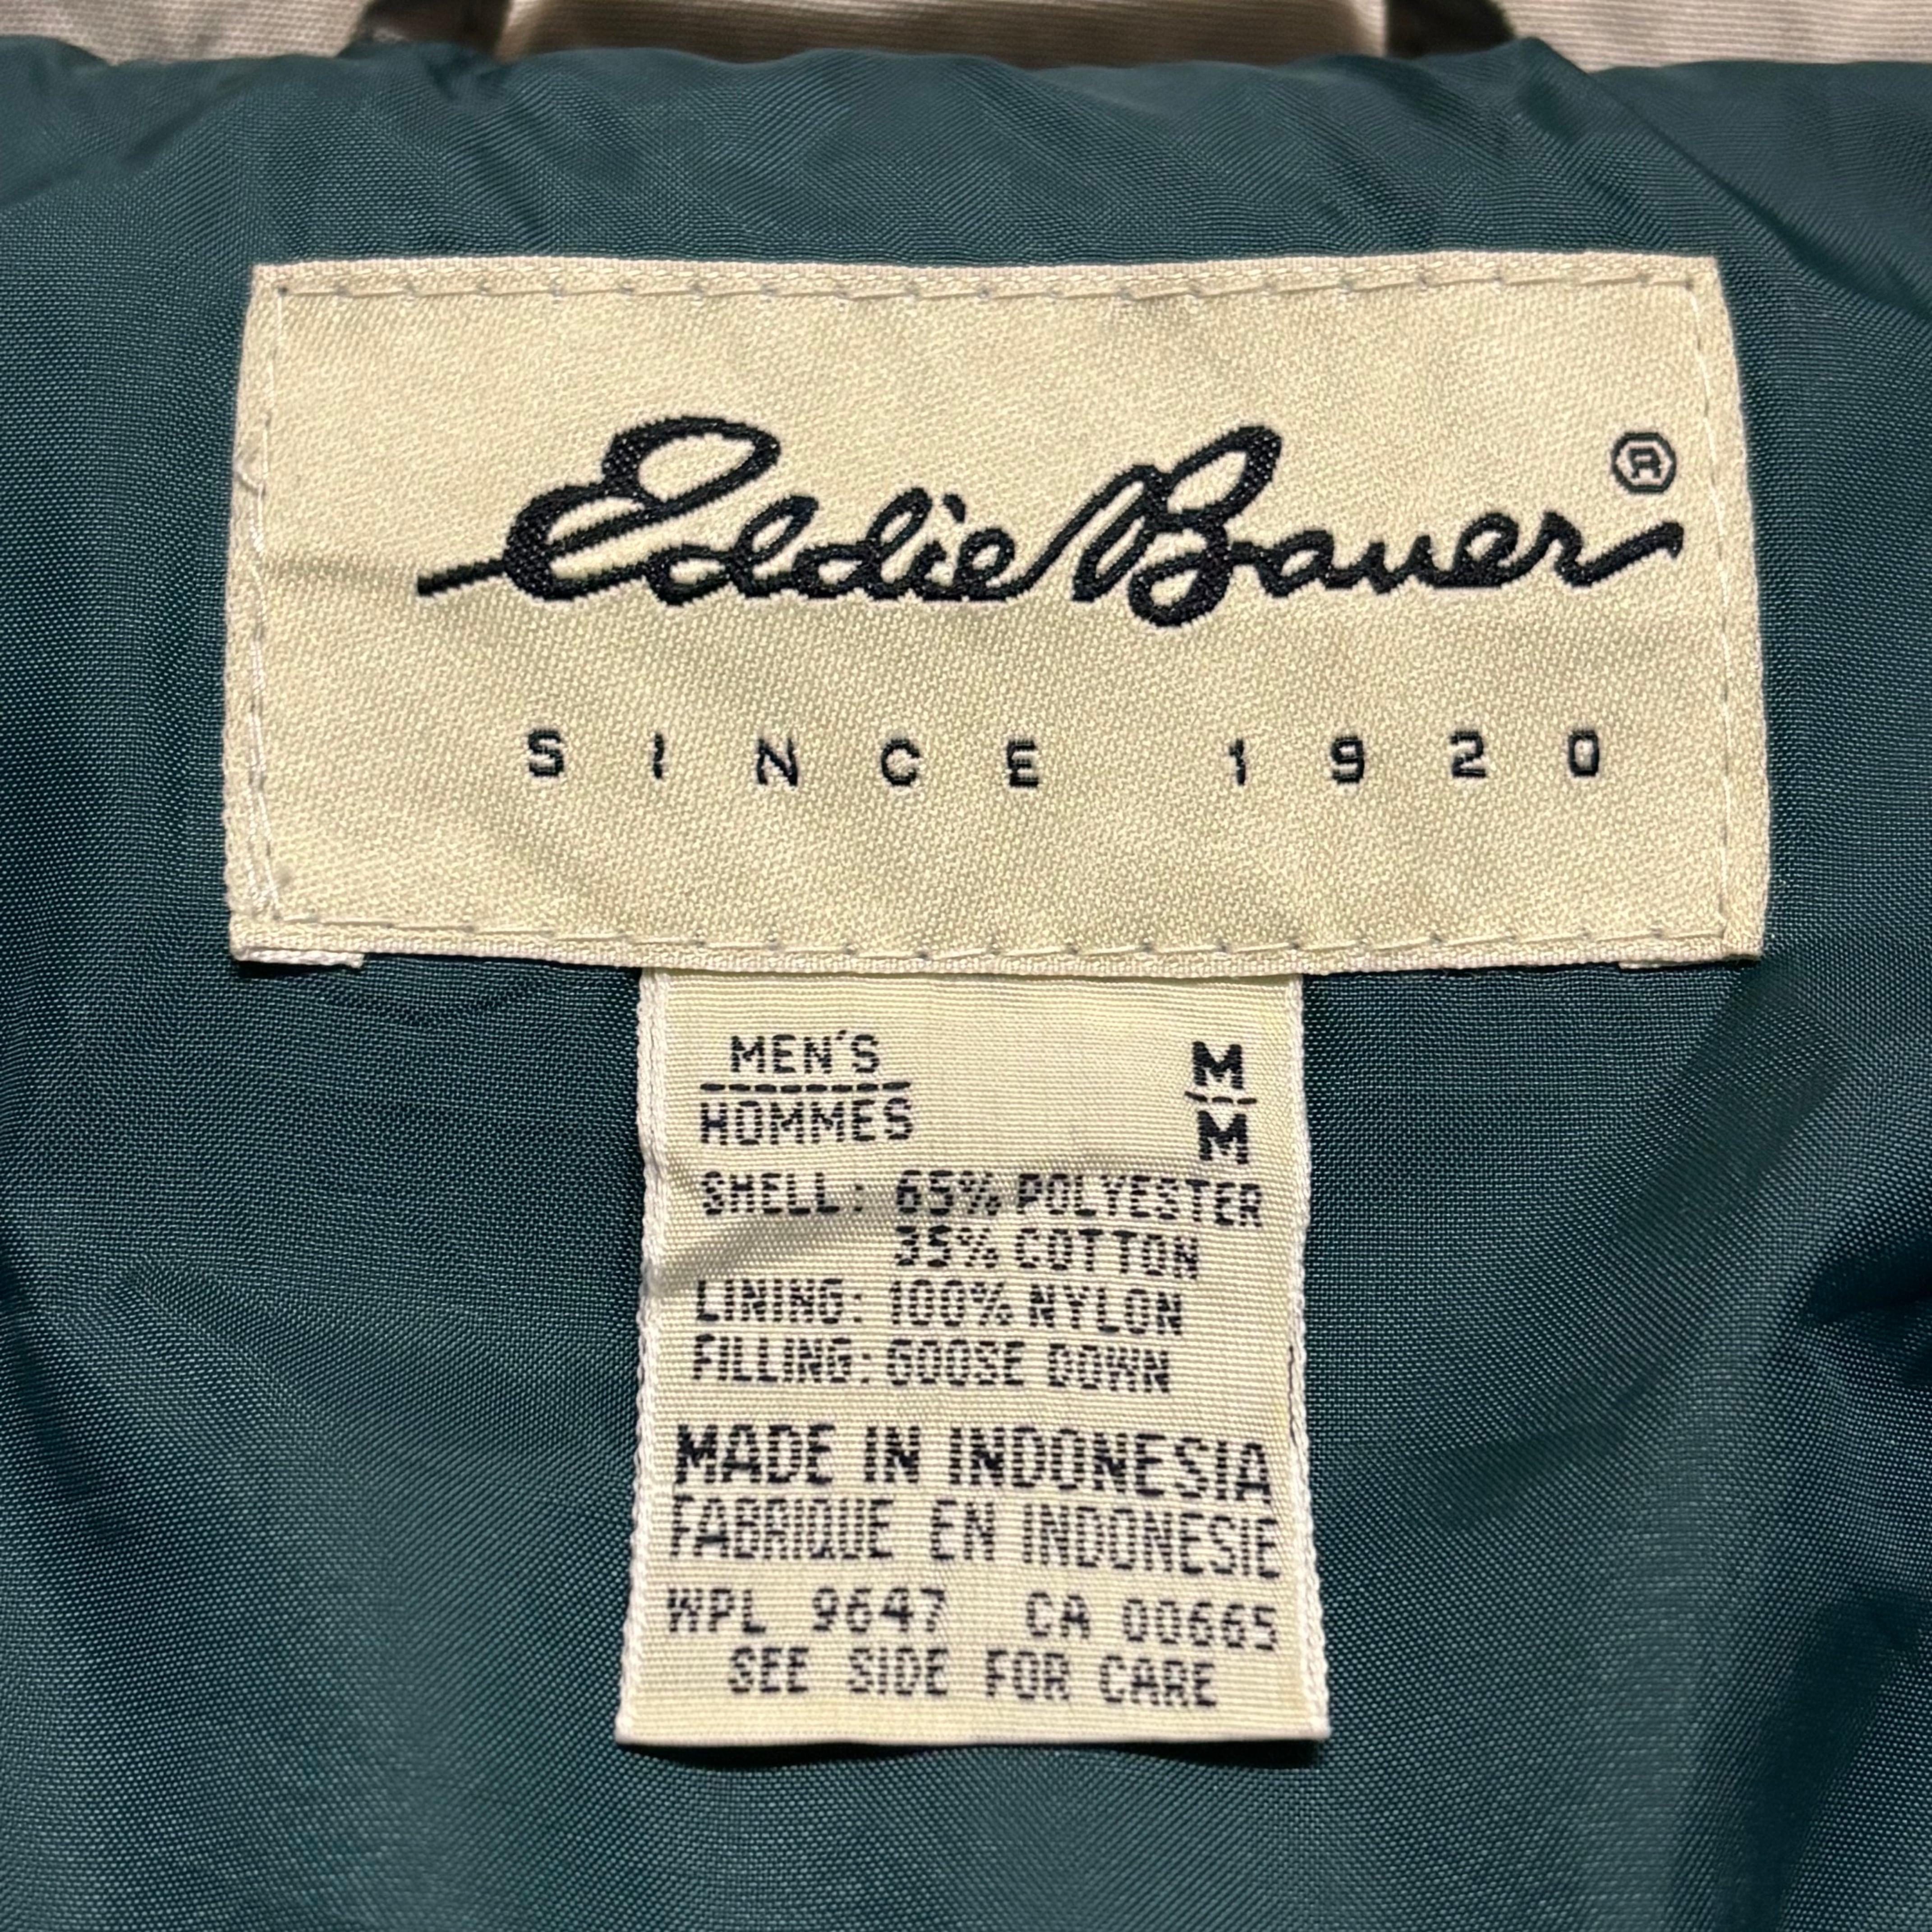 Eddie Bauer®
SINCE 1920
MEN'S M
HOMMES M
SHELL: 65% POLYESTER
35% COTTON
LINING: 100% NYLON
FILLING: GOOSE DOWN
MADE IN INDONESIA
FABRIQUE EN INDONESIE
WPL 9647 CA 00665
SEE SIDE FOR CARE